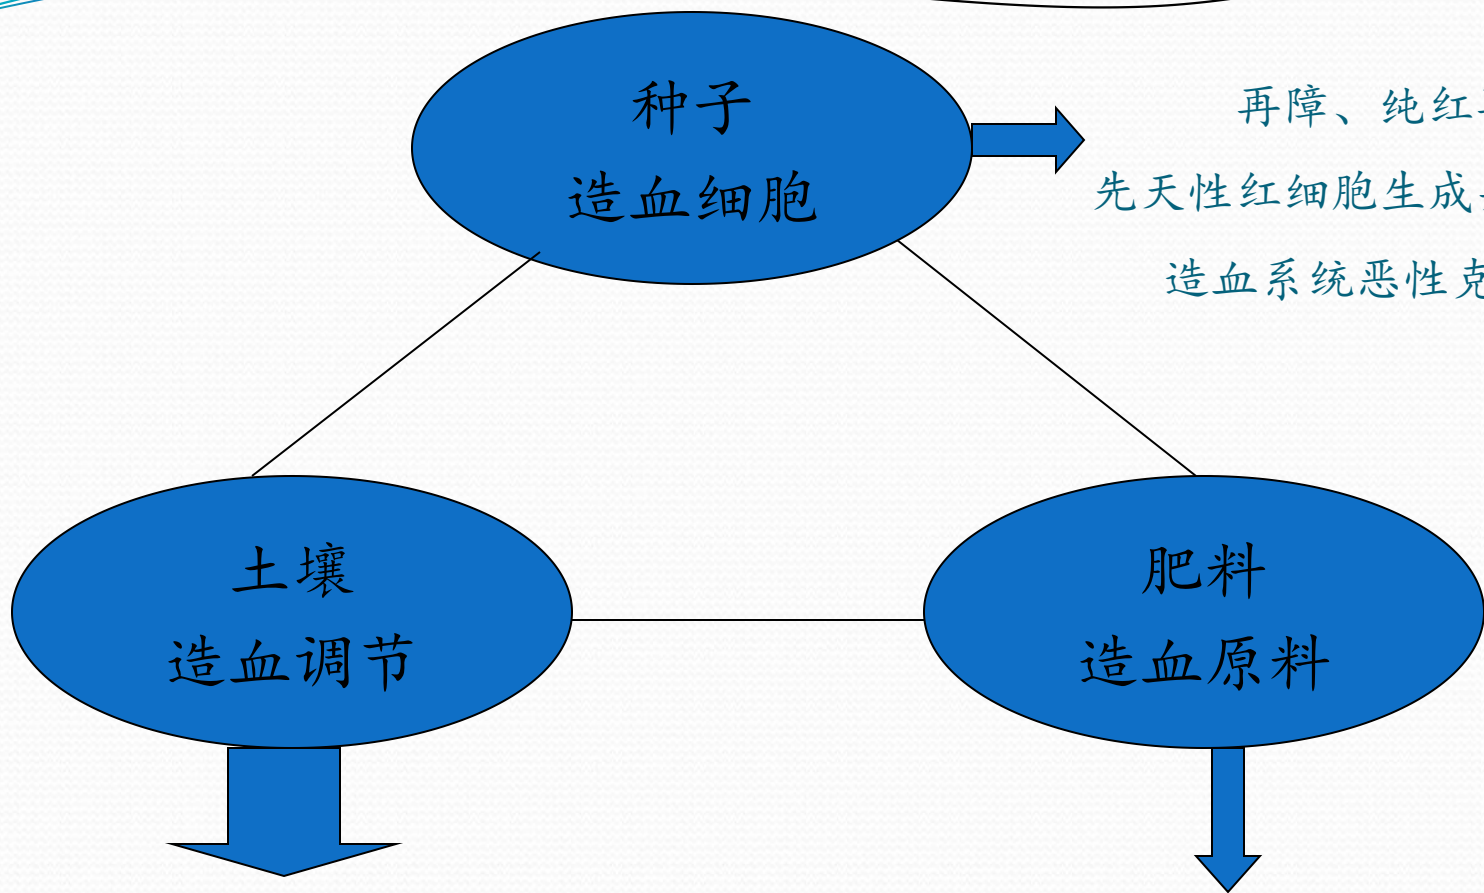 种子
造血细胞
再障、纯红
先天性红细胞生成
造血系统恶性克
土壤
造血调节
肥料
造血原料